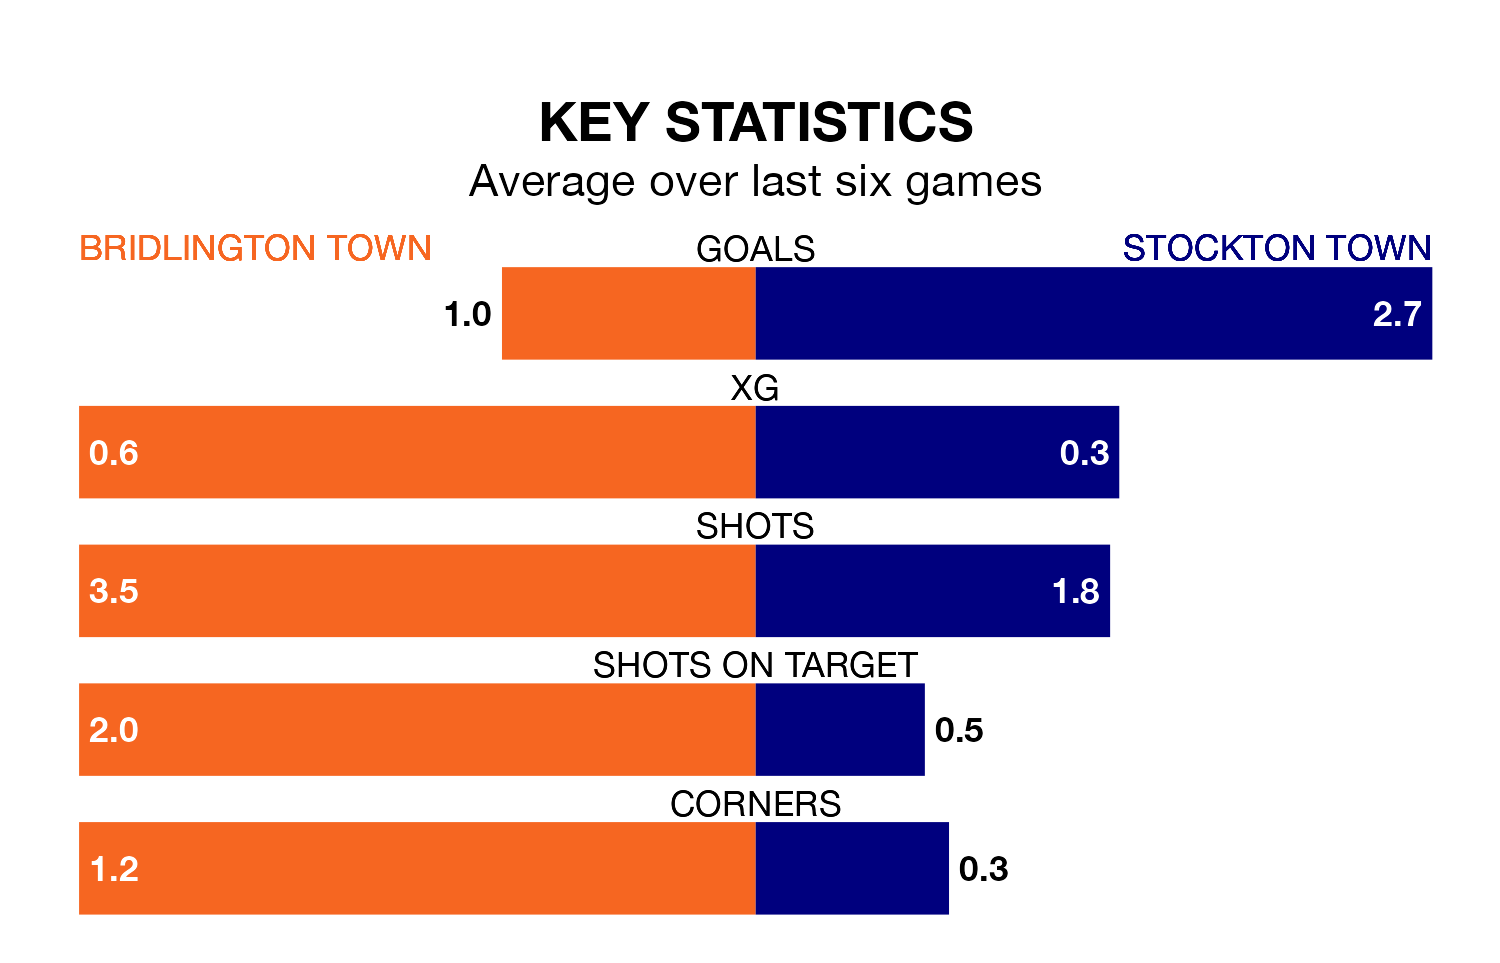 KEY STATISTICS
Average over last six games
BRIDLINGTON TOWN GOALS STOCKTON TOWN
1.0 2.7
XG
0.6 0.3
SHOTS
3.5 1.8
SHOTS ON TARGET
2.0 0.5
CORNERS
1.2 0.3